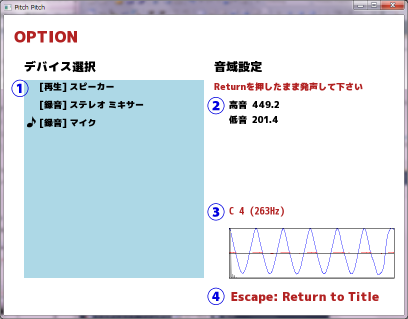 Pitch Pitch
OPTION
デバイス選択
① [再生] スピーカー
[録音] ステレオ ミキサー
♪ [録音] マイク
音域設定
Returnを押したまま発声して下さい
② 高音 449.2
低音 201.4
③ C 4 (263Hz)
④ Escape: Return to Title